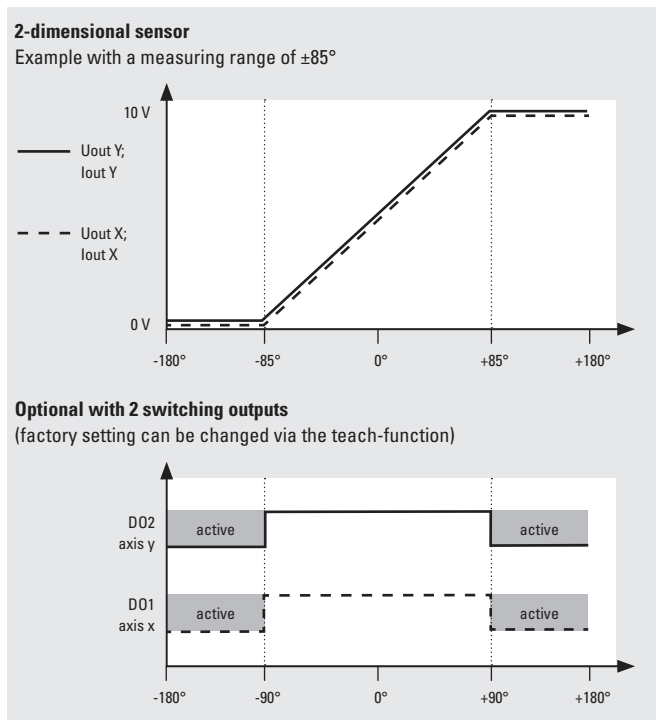 2-dimensional sensor
Example with a measuring range of ±85°
10 V
Uout Y;
Iout Y
Uout X;
Iout X
0 V
-180°
-85°
0°
+85°
+180°
Optional with 2 switching outputs
(factory setting can be changed via the teach-function)
DO2
axis y
active
active
DO1
axis x
active
active
-180°
-90°
0°
+90°
+180°